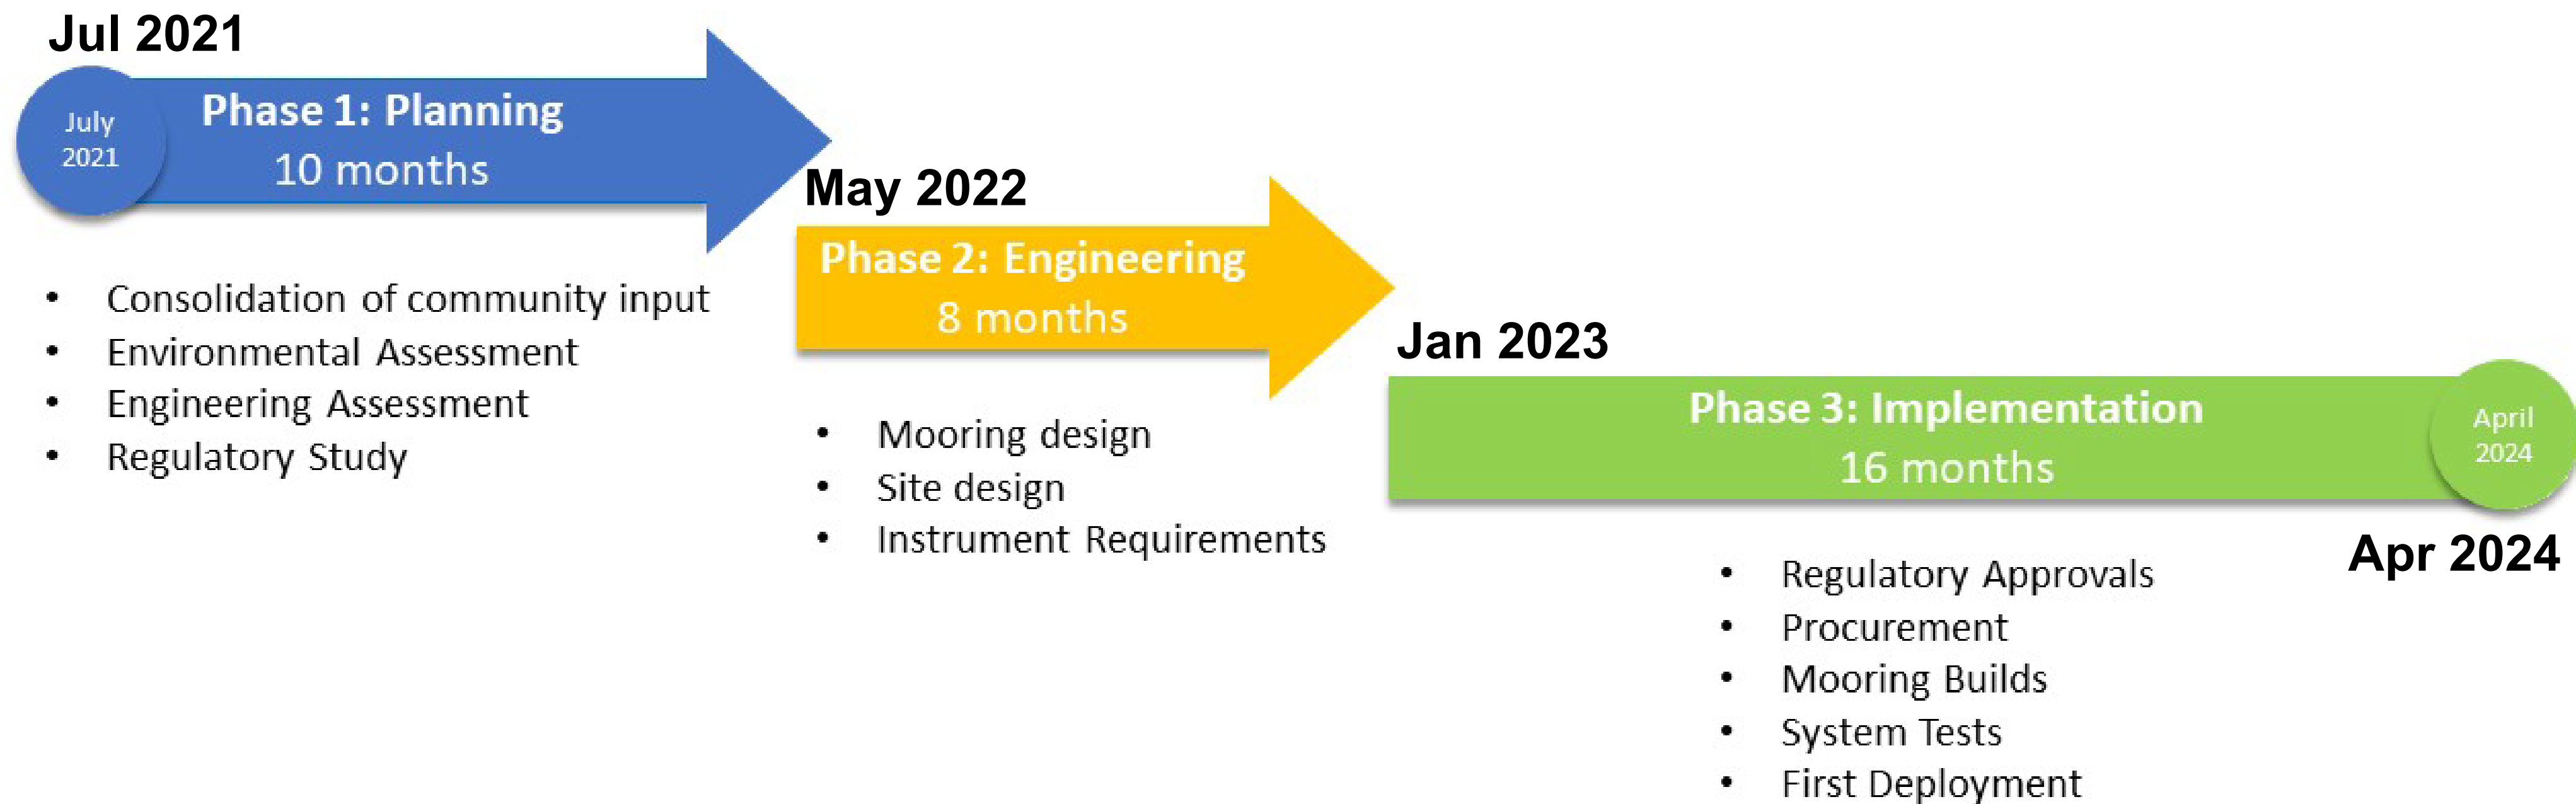 Jul 2021
July
2021
Phase 1: Planning
10 months
• Consolidation of community input
• Environmental Assessment
• Engineering Assessment
• Regulatory Study
May 2022
Phase 2: Engineering
8 months
• Mooring design
• Site design
• Instrument Requirements
Jan 2023
Phase 3: Implementation
16 months
April
2024
Apr 2024
• Regulatory Approvals
• Procurement
• Mooring Builds
• System Tests
• First Deployment